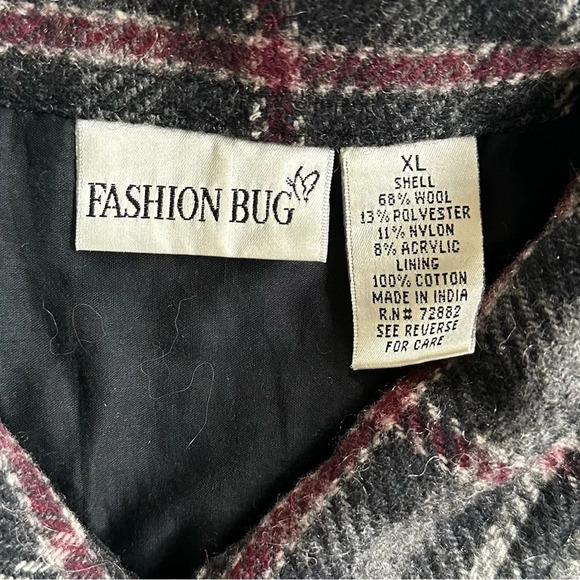 FASHION BUG
XL
SHELL
68% WOOL
13% POLYESTER
11% NYLON
8% ACRYLIC
LINING
100% COTTON
MADE IN INDIA
R.N# 72882
SEE REVERSE
FOR CARE